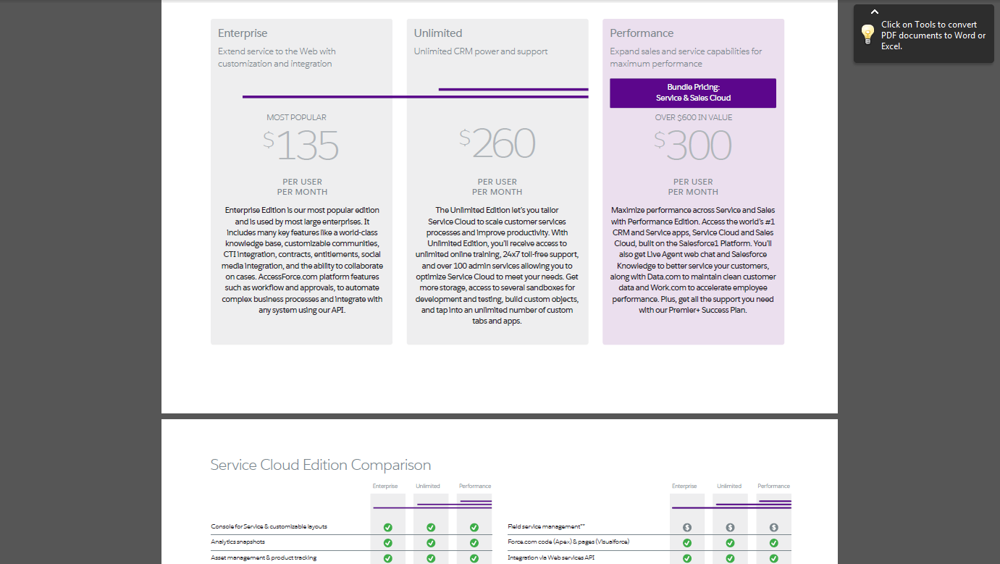 Enterprise
Extend service to the Web with
customization and integration
MOST POPULAR
$135
PER USER
PER MONTH
Enterprise Edition is our most popular edition
and is used by most large enterprises. It
includes many key features like a world-class
knowledge base, customizable communities,
CTI integration, contracts, entitlements, social
media integration, and the ability to collaborate
on cases. AccessForce.com platform features
such as workflow and approvals, to automate
complex business processes and integrate with
any system using our API.
Unlimited
Unlimited CRM power and support
$260
PER USER
PER MONTH
The Unlimited Edition let's you tailor
Service Cloud to scale customer services
processes and improve productivity. With
Unlimited Edition, you'll receive access to
unlimited online training, 24x7 toll-free support,
and over 100 admin services allowing you to
optimize Service Cloud to meet your needs. Get
more storage, access to several sandboxes for
development and testing, build custom objects,
and tap into an unlimited number of custom
tabs and apps.
Performance
Expand sales and service capabilities for
maximum performance
Bundle Pricing:
Service & Sales Cloud
OVER $600 IN VALUE
$300
PER USER
PER MONTH
Maximize performance across Service and Sales
with Performance Edition. Access the world's #1
CRM and Service apps, Service Cloud and Sales
Cloud, built on the Salesforce1 Platform. You'll
also get Live Agent web chat and Salesforce
Knowledge to better service your customers,
along with Data.com to maintain clean customer
data and Work.com to accelerate employee
performance. Plus, get all the support you need
with our Premier+ Success Plan.
Click on Tools to convert
PDF documents to Word or
Excel.
Service Cloud Edition Comparison
Enterprise Unlimited Performance
Console for Service & customizable layouts
Analytics snapshots
Asset management & product tracking
Enterprise Unlimited Performance
Field service management** $ $ $
Force.com code (Apex) & pages (Visualforce)
Integration via Web services API